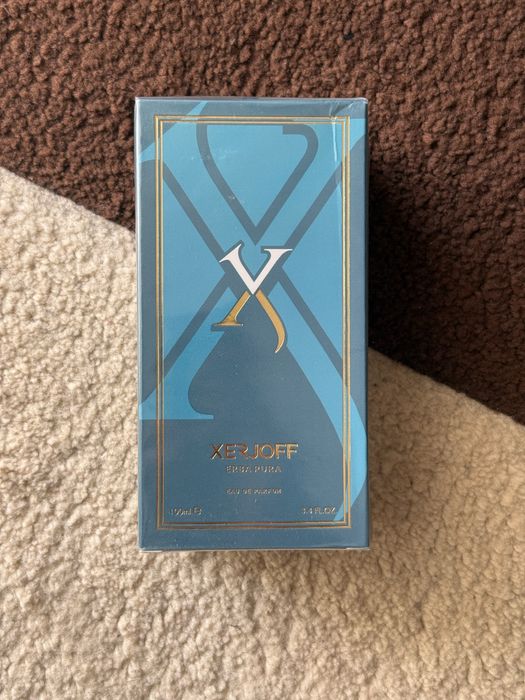 X
XERJOFF
ERBA PURA
EAU DE PARFUM
100ml ℮ 3.4 FL.OZ